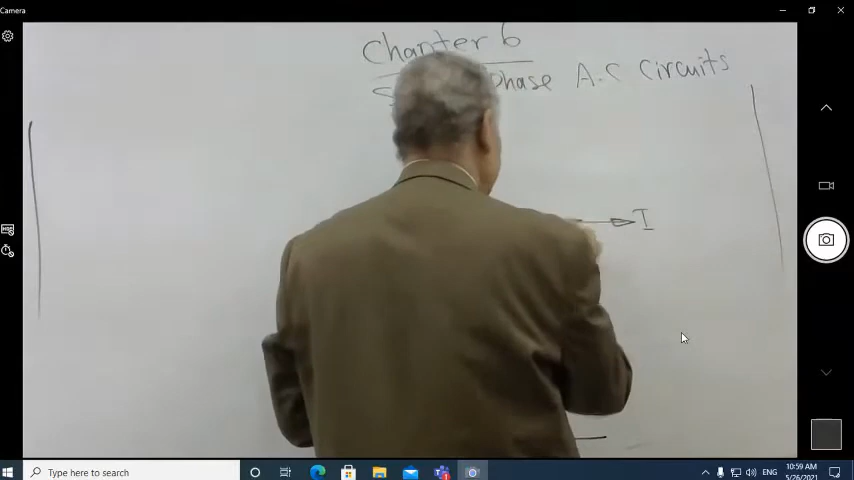 Camera
Chapter 6
phase A.C Circuits
I
Type here to search
ENG
10:59 AM
5/26/2021